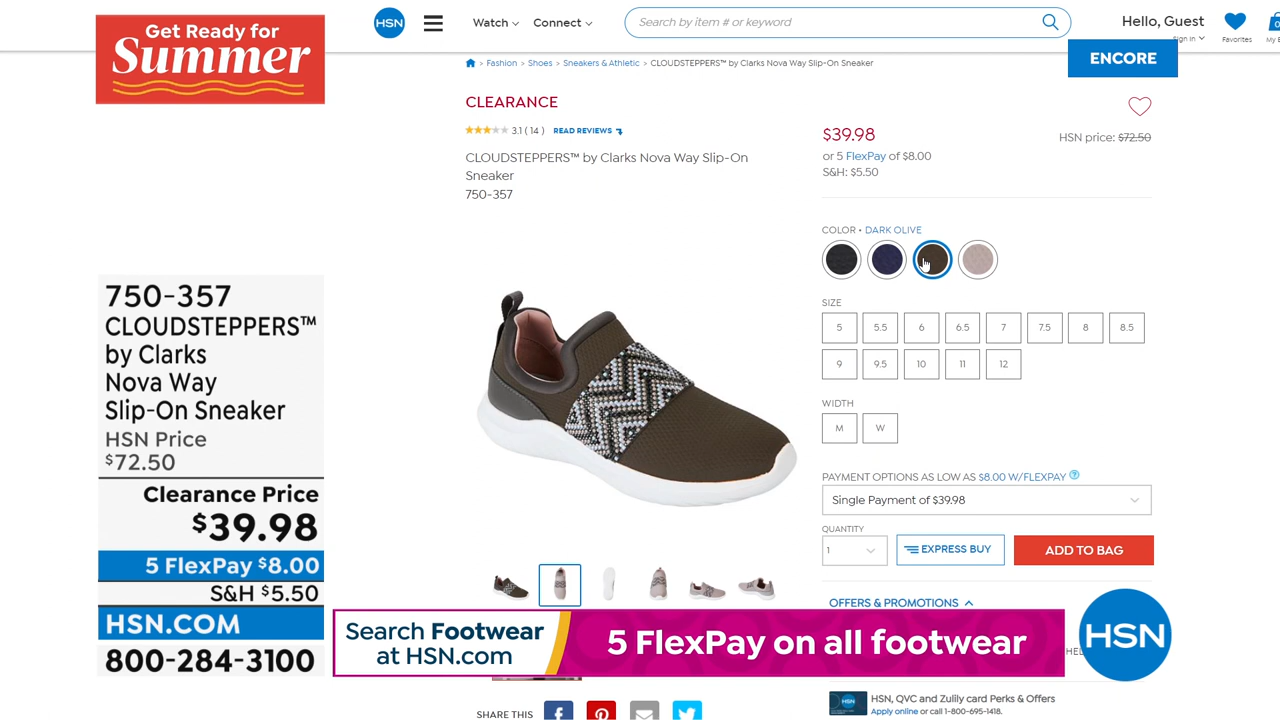 Get Ready for
Summer
HSN
Watch
Connect
Search by item # or keyword
Hello, Guest
Sign In
Favorites
0
ENCORE
> Fashion > Shoes > Sneakers & Athletic > CLOUDSTEPPERS™ by Clarks Nova Way Slip-On Sneaker
CLEARANCE
3.1 ( 14 ) READ REVIEWS
CLOUDSTEPPERS™ by Clarks Nova Way Slip-On
Sneaker
750-357
$39.98
HSN price: $72.50
or 5 FlexPay of $8.00
S&H: $5.50
COLOR • DARK OLIVE
SIZE
5 5.5 6 6.5 7 7.5 8 8.5
9 9.5 10 11 12
WIDTH
M W
PAYMENT OPTIONS AS LOW AS $8.00 W/FLEXPAY ?
Single Payment of $39.98
QUANTITY
1
EXPRESS BUY
ADD TO BAG
OFFERS & PROMOTIONS
750-357
CLOUDSTEPPERS™
by Clarks
Nova Way
Slip-On Sneaker
HSN Price
$72.50
Clearance Price
$39.98
5 FlexPay $8.00
S&H $5.50
HSN.COM
800-284-3100
Search Footwear
at HSN.com
5 FlexPay on all footwear
HSN
HSN, QVC and Zulily card Perks & Offers
Apply online or call 1-800-695-1418.
SHARE THIS